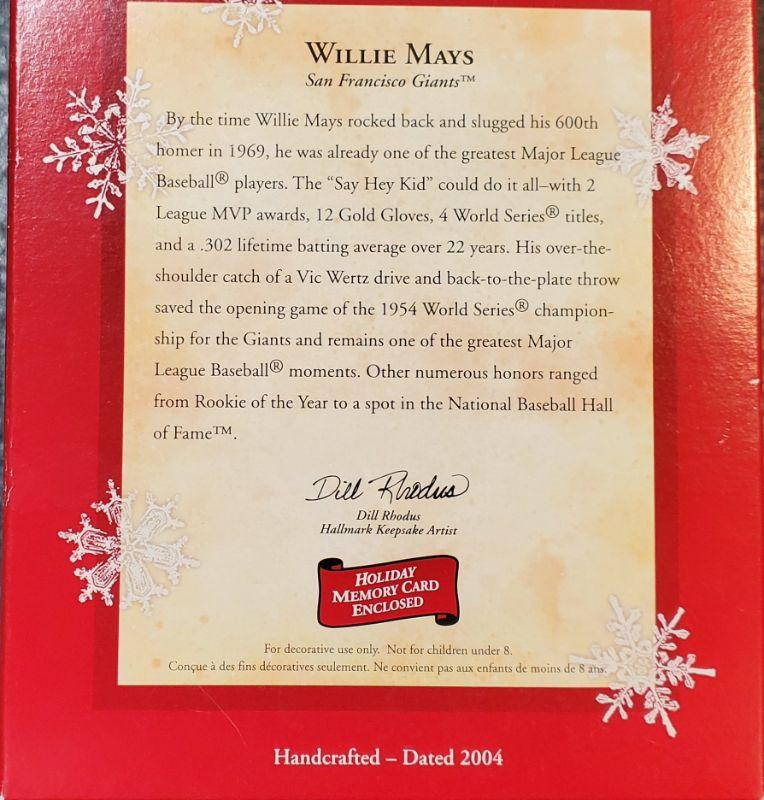 WILLIE MAYS
San Francisco Giants™
By the time Willie Mays rocked back and slugged his 600th
homer in 1969, he was already one of the greatest Major League
Baseball® players. The “Say Hey Kid” could do it all–with 2
League MVP awards, 12 Gold Gloves, 4 World Series® titles,
and a .302 lifetime batting average over 22 years. His over-the-
shoulder catch of a Vic Wertz drive and back-to-the-plate throw
saved the opening game of the 1954 World Series® champion-
ship for the Giants and remains one of the greatest Major
League Baseball® moments. Other numerous honors ranged
from Rookie of the Year to a spot in the National Baseball Hall
of Fame™.
Dill Rhodus
Dill Rhodus
Hallmark Keepsake Artist
HOLIDAY
MEMORY CARD
ENCLOSED
For decorative use only. Not for children under 8.
Conçue à des fins décoratives seulement. Ne convient pas aux enfants de moins de 8 ans.
Handcrafted – Dated 2004